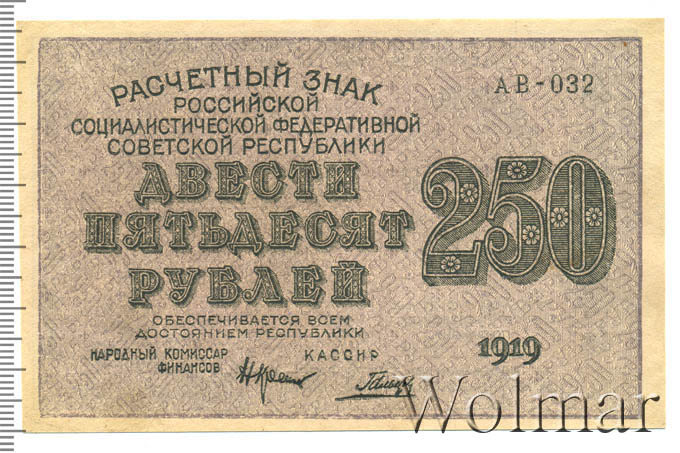 РАСЧЕТНЫЙ ЗНАК
РОССИЙСКОЙ
СОЦИАЛИСТИЧЕСКОЙ ФЕДЕРАТИВНОЙ
СОВЕТСКОЙ РЕСПУБЛИКИ
АВ-032
ДВЕСТИ
ПЯТЬДЕСЯТ
РУБЛЕЙ
250
ОБЕСПЕЧИВАЕТСЯ ВСЕМ
ДОСТОЯНИЕМ РЕСПУБЛИКИ
НАРОДНЫЙ КОМИССАР
ФИНАНСОВ
КАССИР
1919
Wolmar